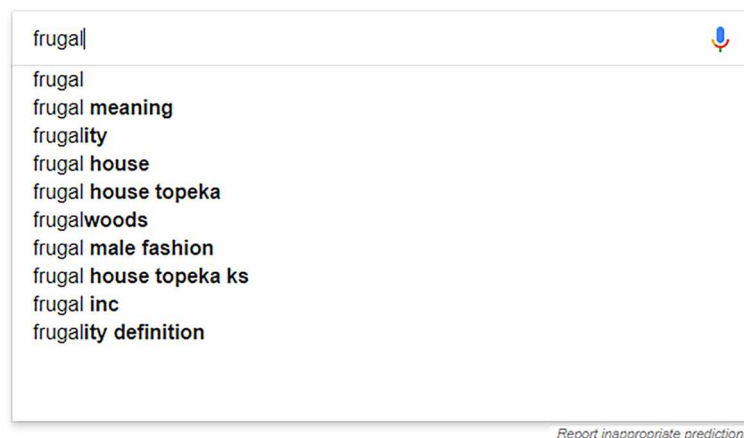 frugal
frugal
frugal meaning
frugality
frugal house
frugal house topeka
frugalwoods
frugal male fashion
frugal house topeka ks
frugal inc
frugality definition
Report inappropriate prediction